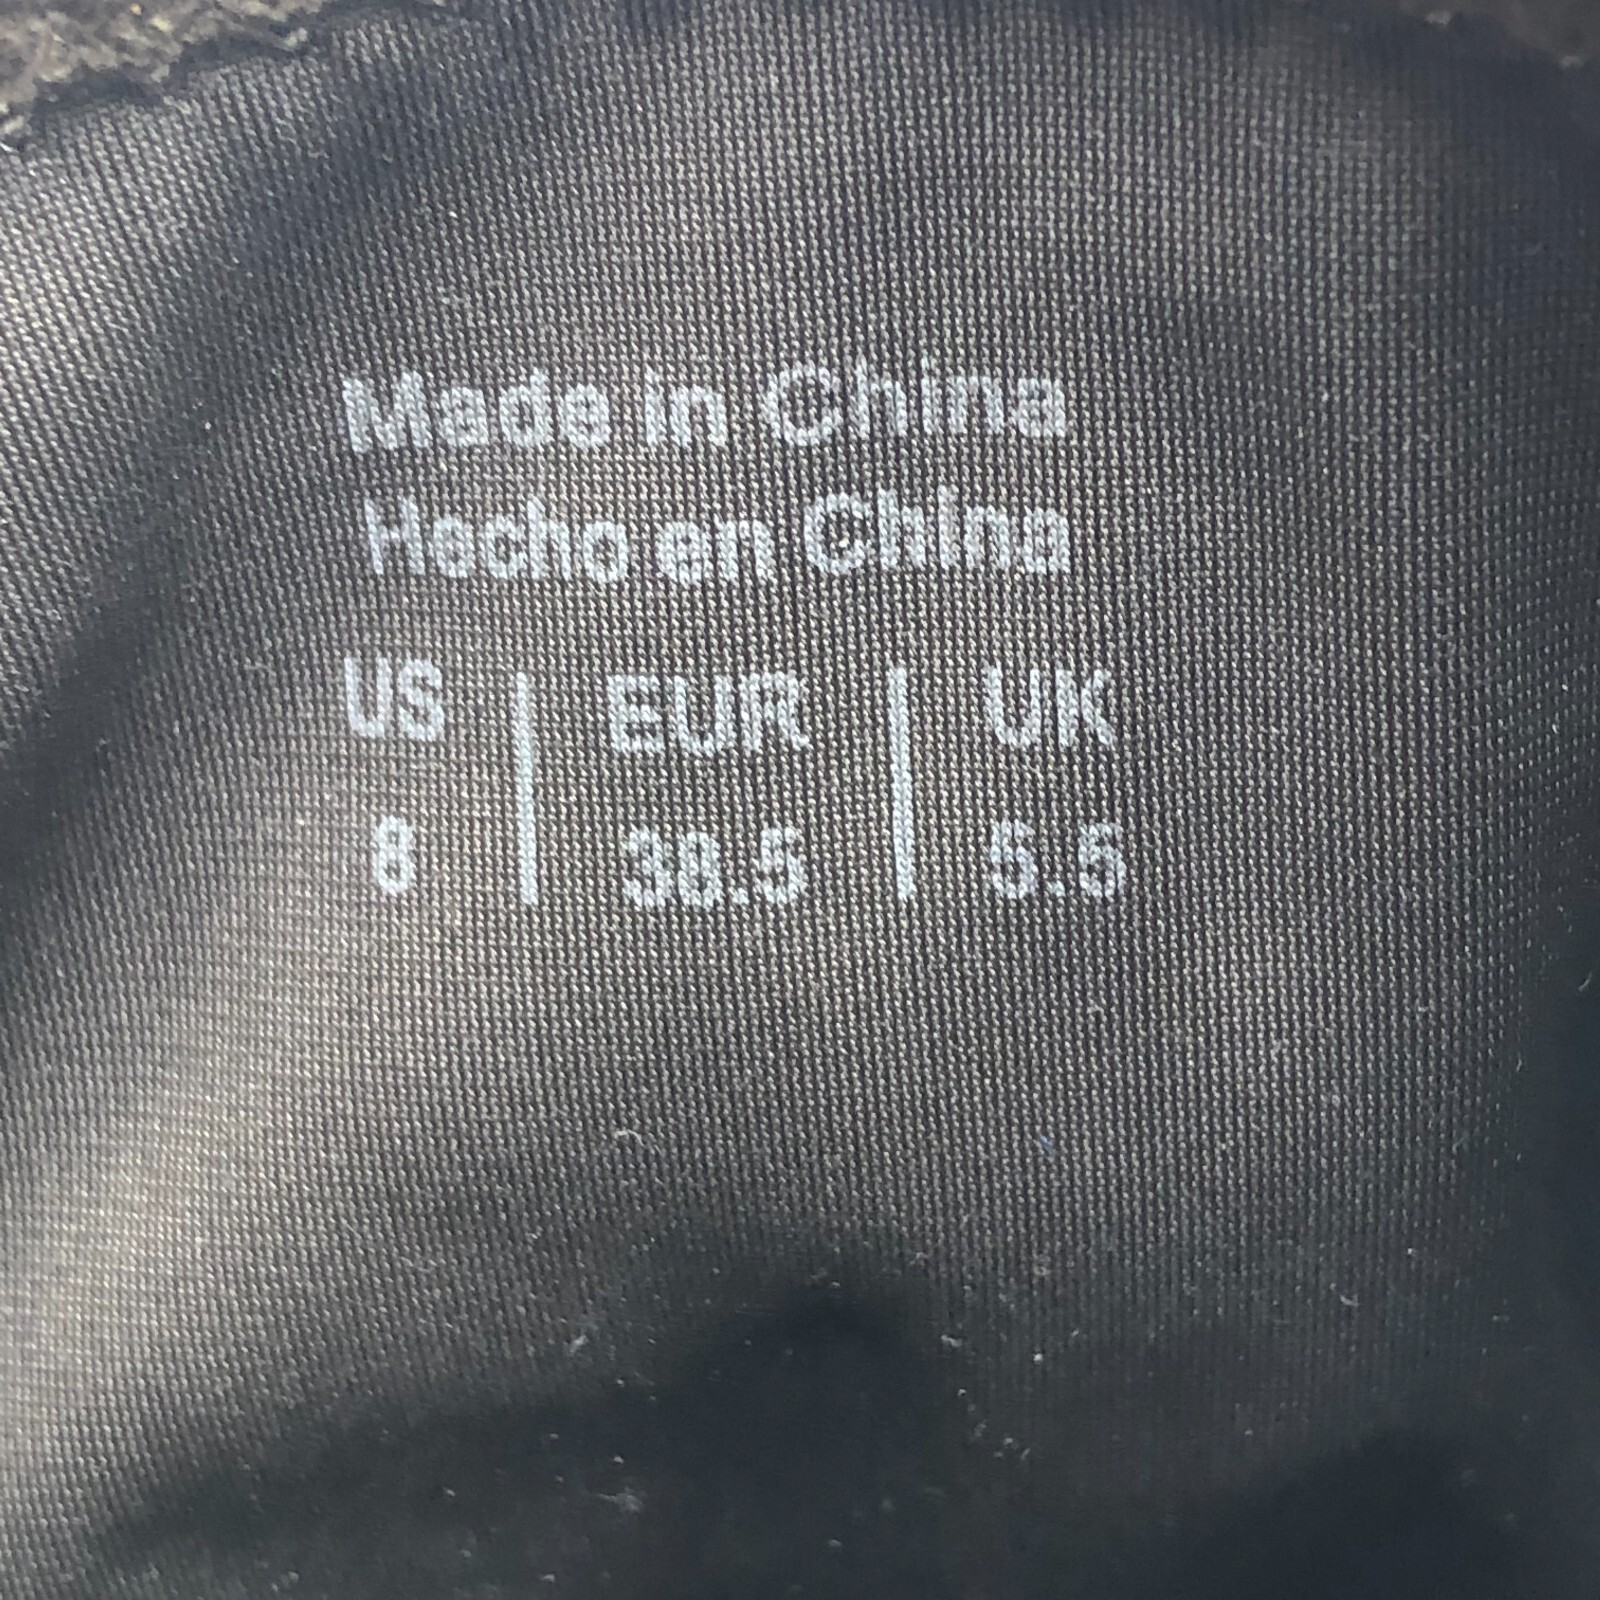 Made in China
Hecho en China
US | EUR | UK
8 | 38.5 | 5.5